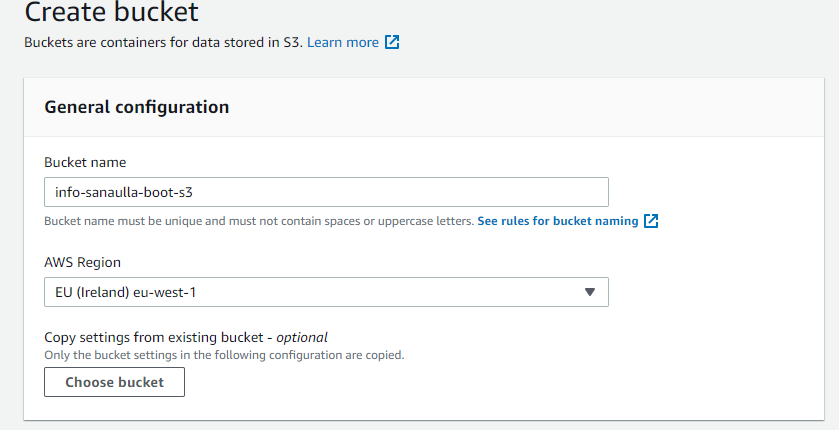 Create bucket
Buckets are containers for data stored in S3. Learn more
General configuration
Bucket name
info-sanaulla-boot-s3
Bucket name must be unique and must not contain spaces or uppercase letters. See rules for bucket naming
AWS Region
EU (Ireland) eu-west-1
Copy settings from existing bucket - optional
Only the bucket settings in the following configuration are copied.
Choose bucket